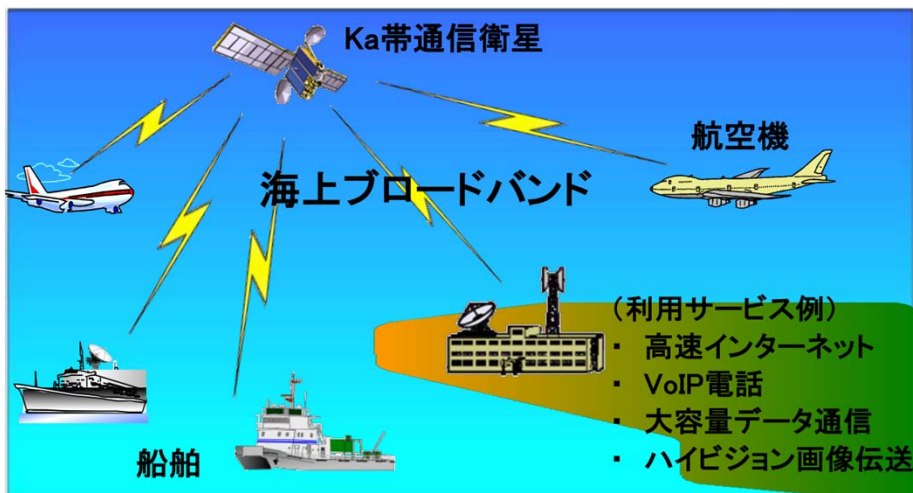 Ka帯通信衛星
航空機
海上ブロードバンド
(利用サービス例)
・ 高速インターネット
・ VoIP電話
・ 大容量データ通信
・ ハイビジョン画像伝送
船舶